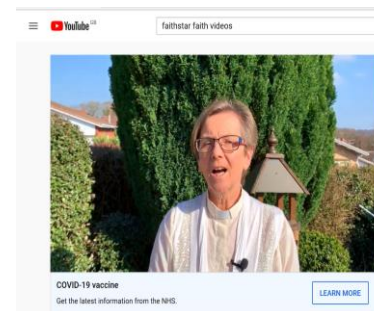 YouTube GB
faithstar faith videos
COVID-19 vaccine
Get the latest information from the NHS.
LEARN MORE